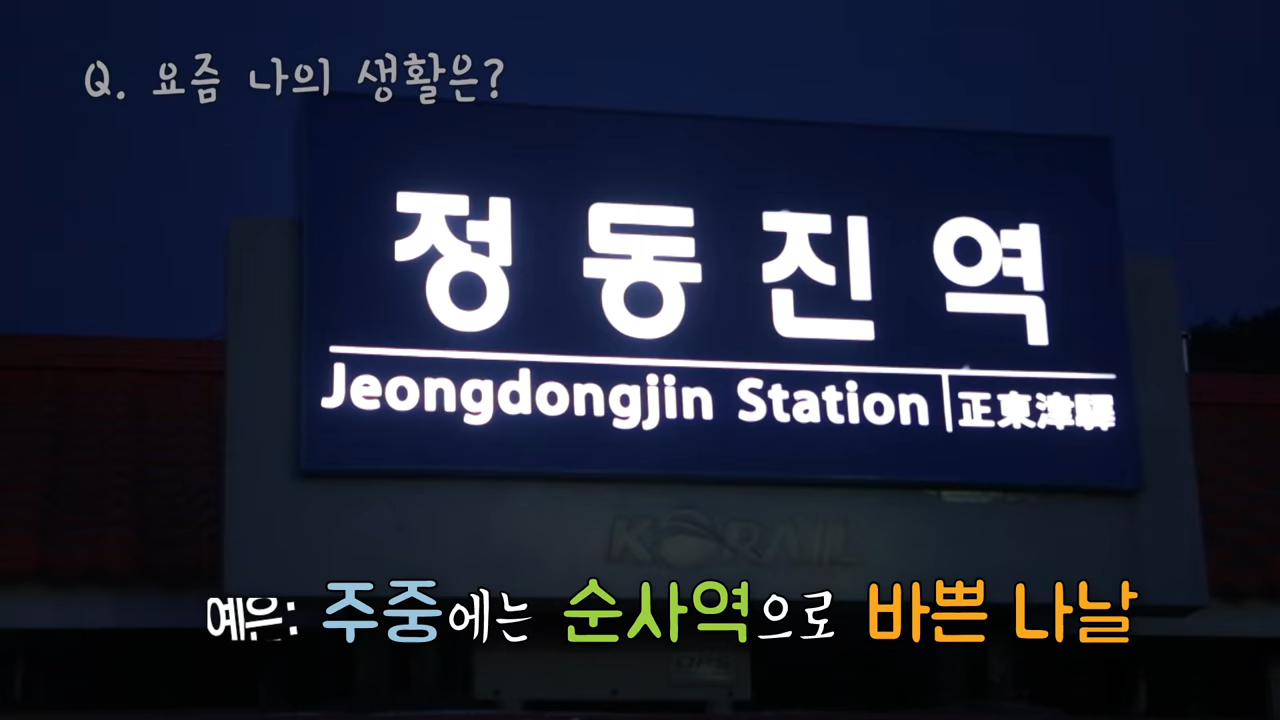 Q. 요즘 나의 생활은?
정동진역
Jeongdongjin Station 正東津驛
KORAIL
예은: 주중에는 순사역으로 바쁜 나날